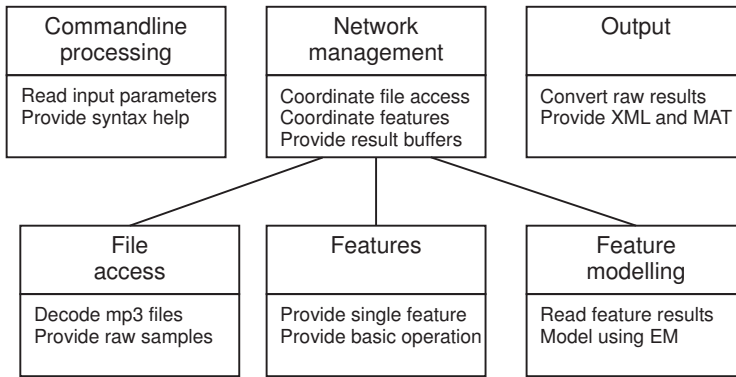 Commandline
processing
Read input parameters
Provide syntax help
Network
management
Coordinate file access
Coordinate features
Provide result buffers
Output
Convert raw results
Provide XML and MAT
File
access
Decode mp3 files
Provide raw samples
Features
Provide single feature
Provide basic operation
Feature
modelling
Read feature results
Model using EM